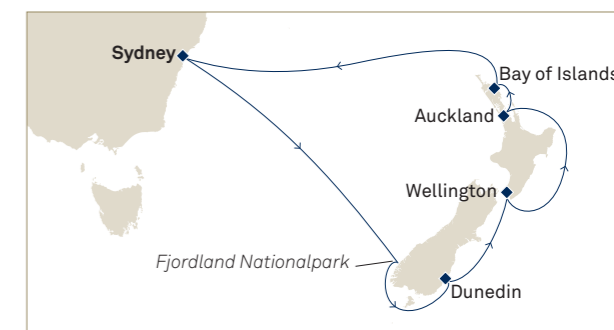 Sydney
Bay of Islands
Auckland
Wellington
Fjordland Nationalpark
Dunedin